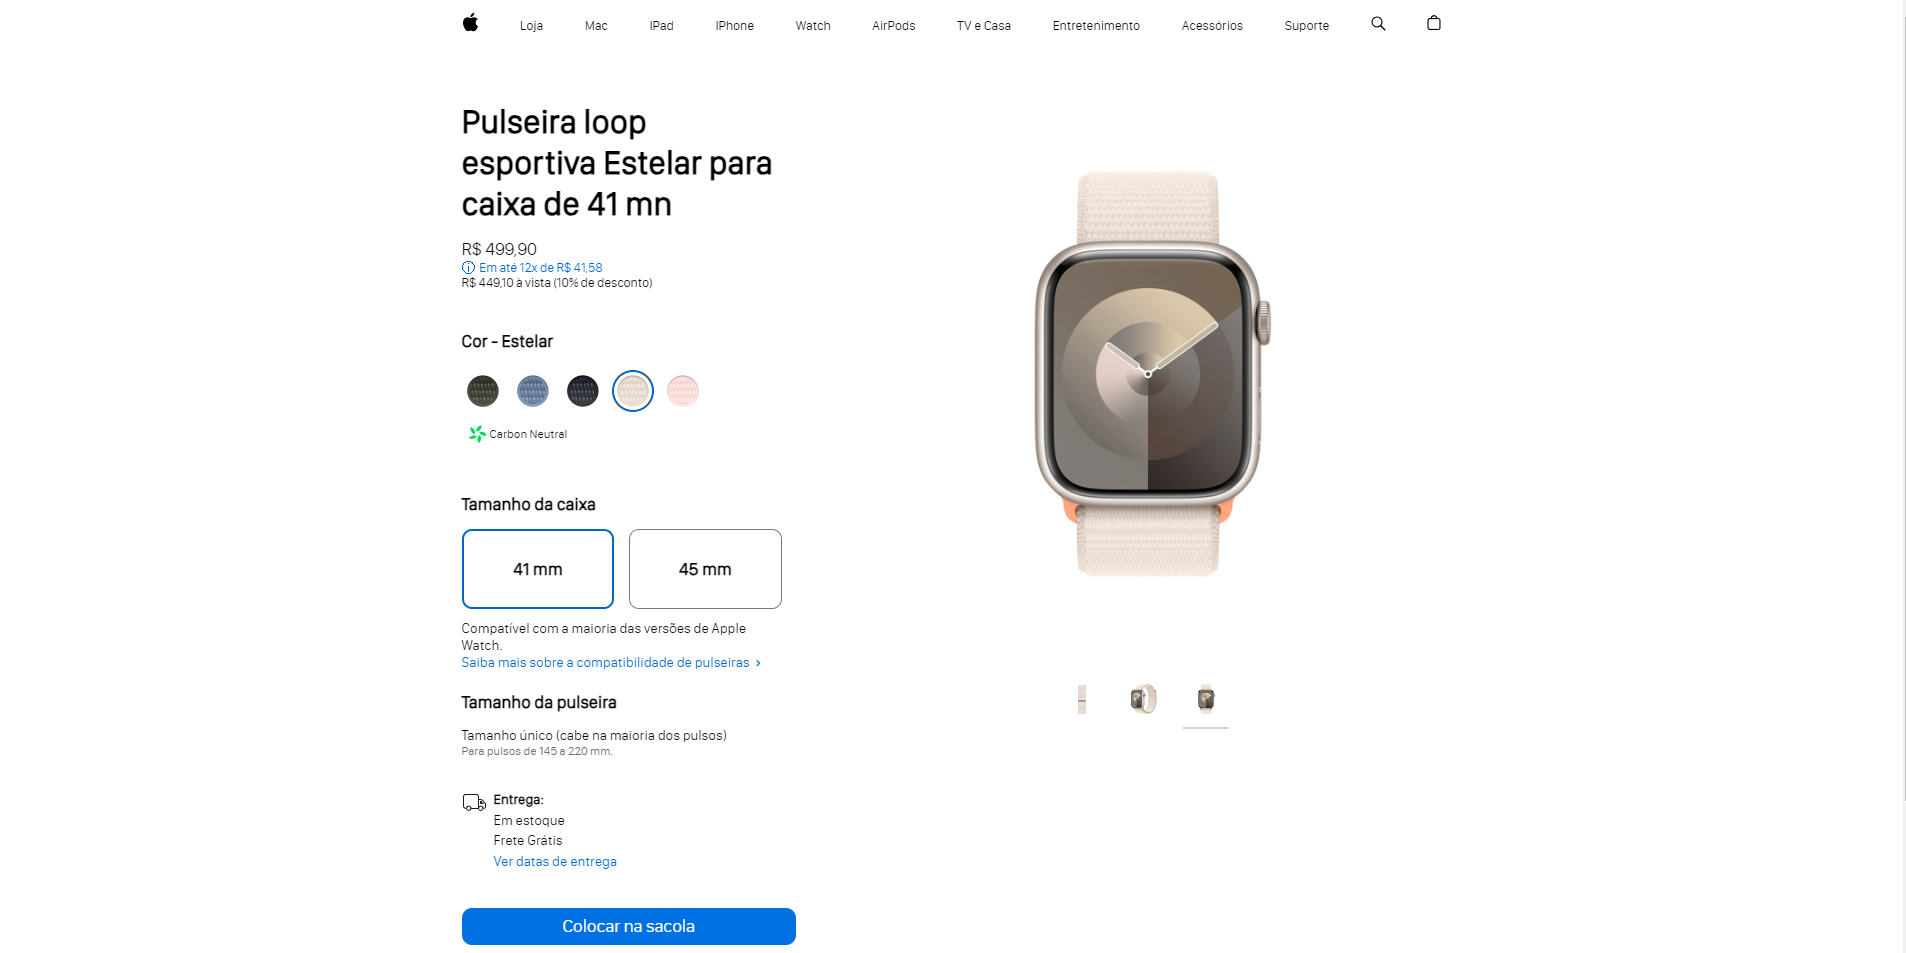 Loja Mac IPad IPhone Watch AirPods TV e Casa Entretenimento Acessórios Suporte
Pulseira loop
esportiva Estelar para
caixa de 41 mn
R$ 499,90
Em até 12x de R$ 41,58
R$ 449,10 à vista (10% de desconto)
Cor - Estelar
Carbon Neutral
Tamanho da caixa
41 mm
45 mm
Compatível com a maioria das versões de Apple
Watch.
Saiba mais sobre a compatibilidade de pulseiras ›
Tamanho da pulseira
Tamanho único (cabe na maioria dos pulsos)
Para pulsos de 145 a 220 mm.
Entrega:
Em estoque
Frete Grátis
Ver datas de entrega
Colocar na sacola